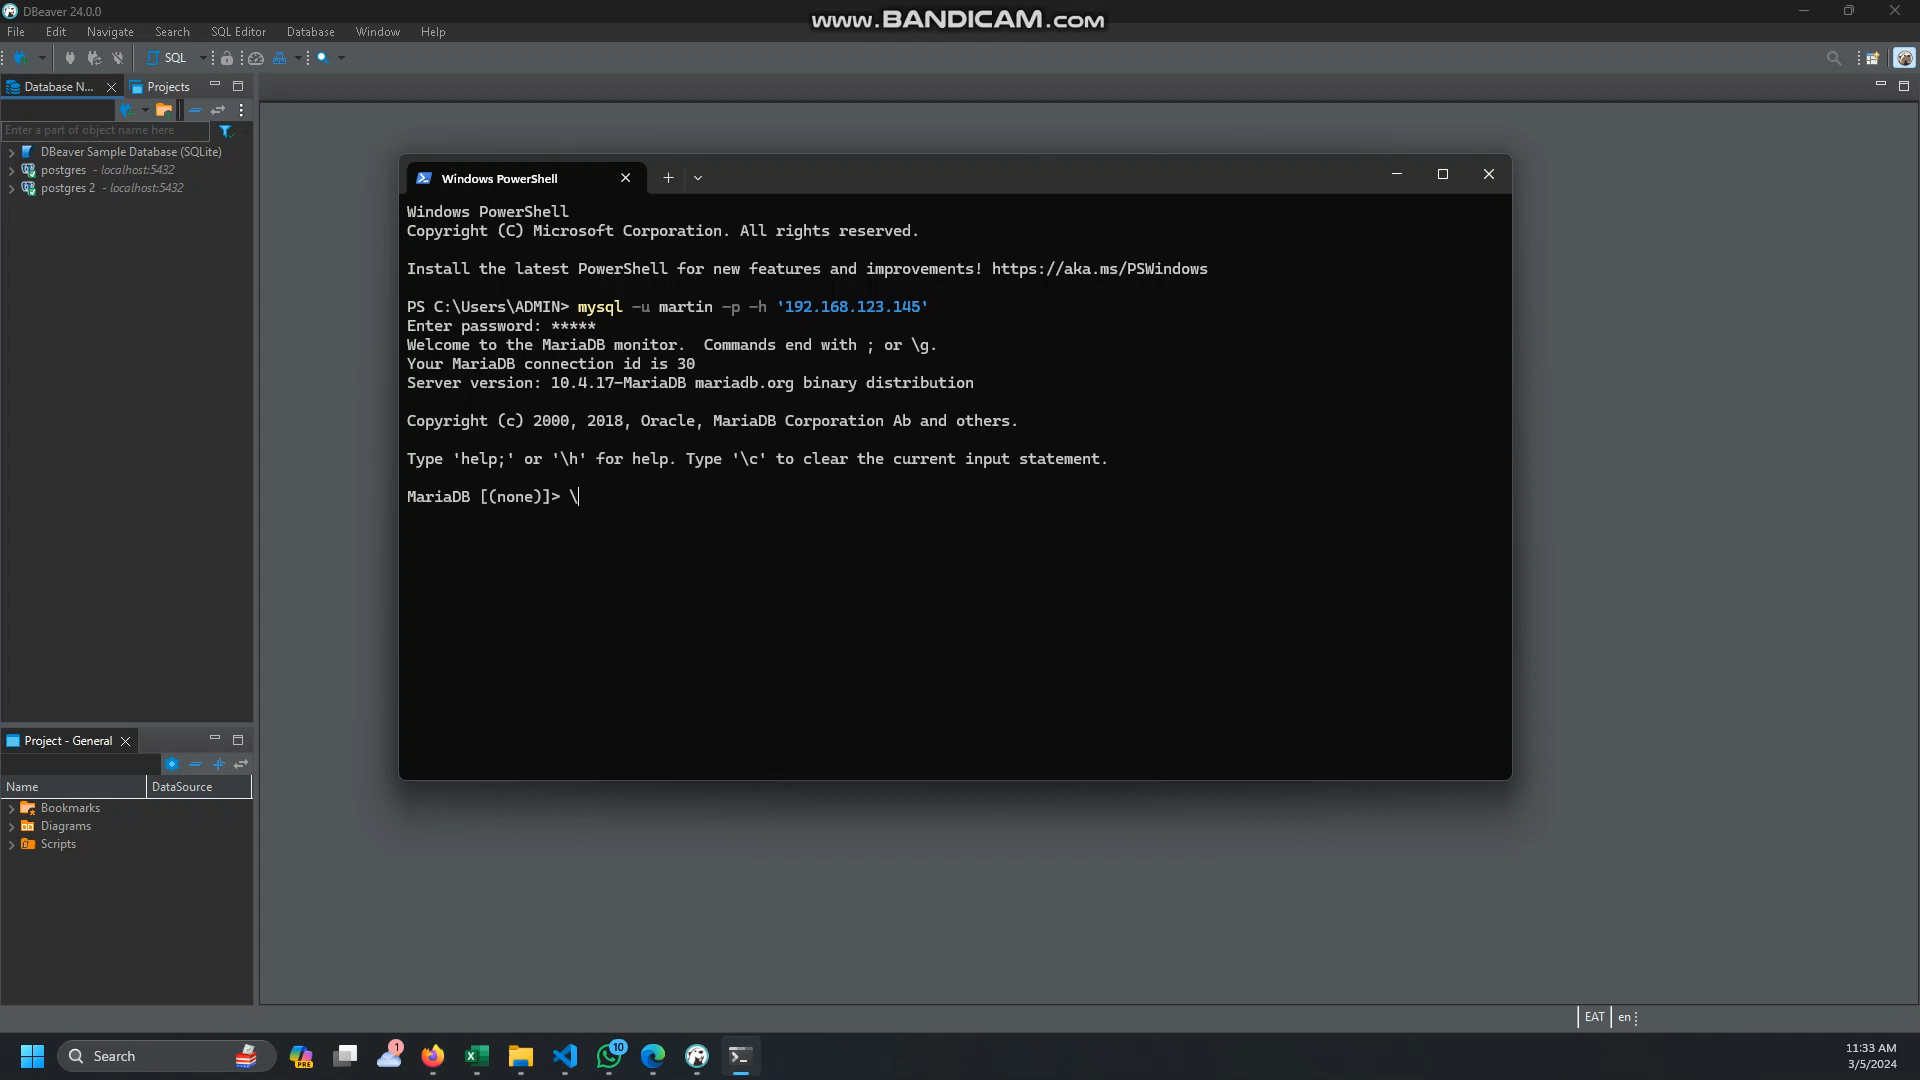 DBeaver 24.0.0
www.BANDICAM.com
File Edit Navigate Search SQL Editor Database Window Help
SQL
Database N...
Projects
Enter a part of object name here
DBeaver Sample Database (SQLite)
postgres - localhost:5432
postgres 2 - localhost:5432
Windows PowerShell
Windows PowerShell
Copyright (C) Microsoft Corporation. All rights reserved.
Install the latest PowerShell for new features and improvements! https://aka.ms/PSWindows
PS C:\Users\ADMIN> mysql -u martin -p -h '192.168.123.145'
Enter password: *****
Welcome to the MariaDB monitor.  Commands end with ; or \g.
Your MariaDB connection id is 30
Server version: 10.4.17-MariaDB mariadb.org binary distribution
Copyright (c) 2000, 2018, Oracle, MariaDB Corporation Ab and others.
Type 'help;' or '\h' for help. Type '\c' to clear the current input statement.
MariaDB [(none)]> \
Project - General
Name DataSource
Bookmarks
Diagrams
Scripts
EAT en
Search
PRE
1
10
11:33 AM
3/5/2024